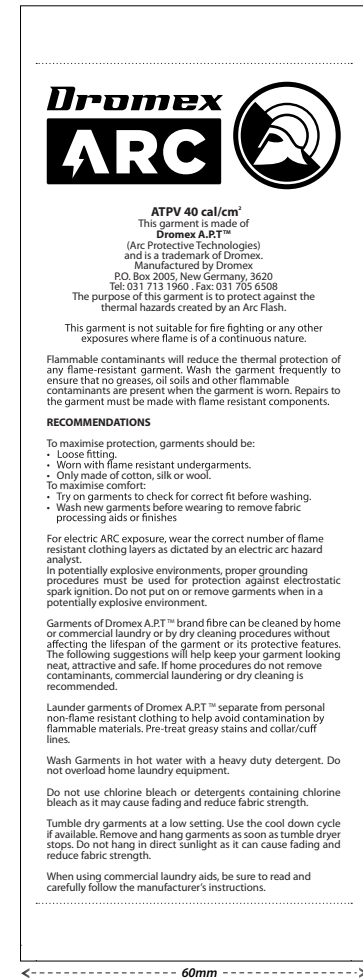 Dromex
ARC
ATPV 40 cal/cm²
This garment is made of
Dromex A.P.T™
(Arc Protective Technologies)
and is a trademark of Dromex.
Manufactured by Dromex
P.O. Box 2005, New Germany, 3620
Tel: 031 713 1960 . Fax: 031 705 6508
The purpose of this garment is to protect against the
thermal hazards created by an Arc Flash.
This garment is not suitable for fire fighting or any other
exposures where flame is of a continuous nature.
Flammable contaminants will reduce the thermal protection of
any flame-resistant garment. Wash the garment frequently to
ensure that no greases, oil soils and other flammable
contaminants are present when the garment is worn. Repairs to
the garment must be made with flame resistant components.
RECOMMENDATIONS
To maximise protection, garments should be:
• Loose fitting.
• Worn with flame resistant undergarments.
• Only made of cotton, silk or wool.
To maximise comfort:
• Try on garments to check for correct fit before washing.
• Wash new garments before wearing to remove fabric
processing aids or finishes
For electric ARC exposure, wear the correct number of flame
resistant clothing layers as dictated by an electric arc hazard
analyst.
In potentially explosive environments, proper grounding
procedures must be used for protection against electrostatic
spark ignition. Do not put on or remove garments when in a
potentially explosive environment.
Garments of Dromex A.P.T ™ brand fibre can be cleaned by home
or commercial laundry or by dry cleaning procedures without
affecting the lifespan of the garment or its protective features.
The following suggestions will help keep your garment looking
neat, attractive and safe. If home procedures do not remove
contaminants, commercial laundering or dry cleaning is
recommended.
Launder garments of Dromex A.P.T ™ separate from personal
non-flame resistant clothing to help avoid contamination by
flammable materials. Pre-treat greasy stains and collar/cuff
lines.
Wash Garments in hot water with a heavy duty detergent. Do
not overload home laundry equipment.
Do not use chlorine bleach or detergents containing chlorine
bleach as it may cause fading and reduce fabric strength.
Tumble dry garments at a low setting. Use the cool down cycle
if available. Remove and hang garments as soon as tumble dryer
stops. Do not hang in direct sunlight as it can cause fading and
reduce fabric strength.
When using commercial laundry aids, be sure to read and
carefully follow the manufacturer's instructions.
60mm